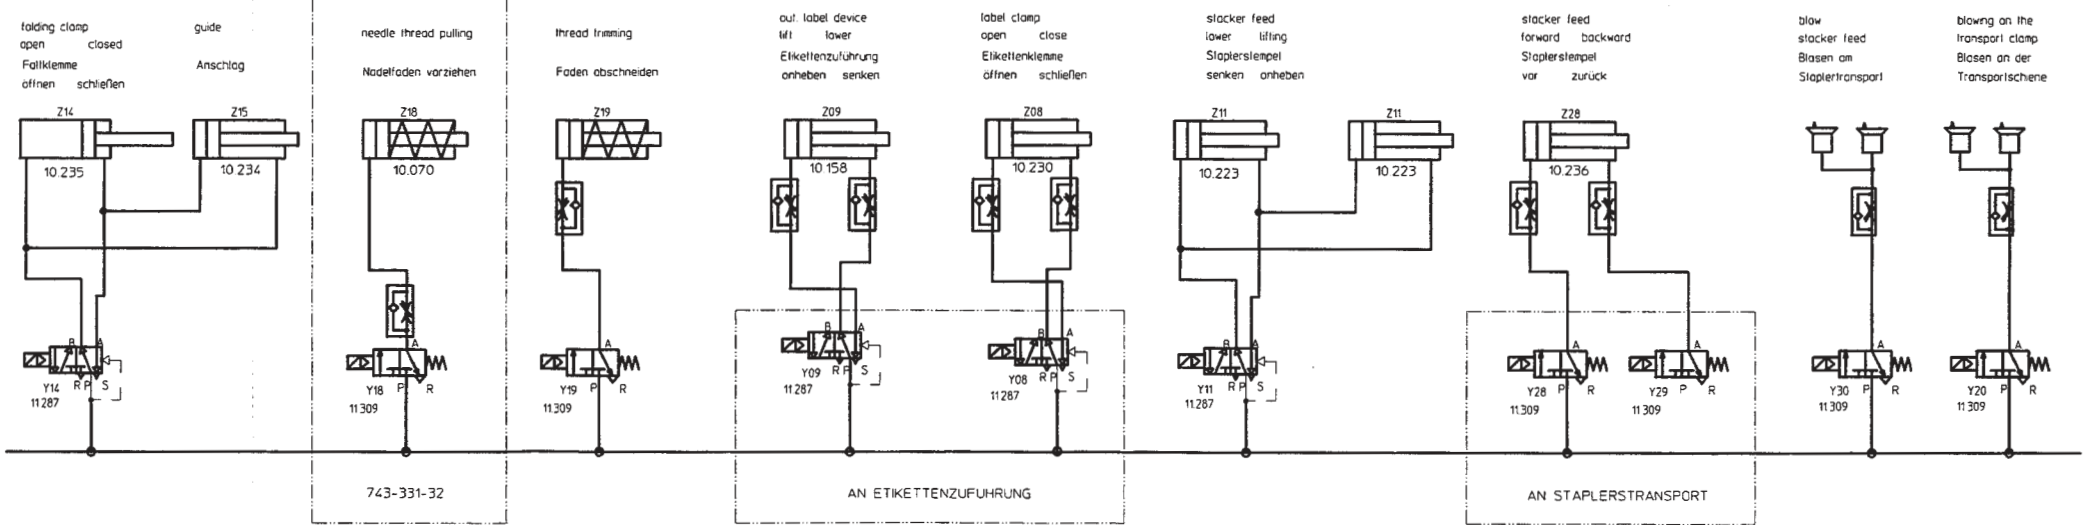 folding clamp
open closed
Faltklemme
öffnen schließen
guide
Anschlag
needle thread pulling
Nadelfaden vorziehen
thread trimming
Faden abschneiden
out. label device
lift lower
Etikettenzuführung
anheben senken
label clamp
open close
Etikettenklemme
öffnen schließen
stacker feed
lower lifting
Staplerstempel
senken anheben
stacker feed
forward backward
Staplerstempel
vor zurück
blow
stacker feed
Blasen am
Staplertransport
blowng on the
transport clamp
Blasen an der
Transportschiene
Z14
10.235
Z15
10.234
Z18
10.070
Z19
Z09
10.158
Z08
10.230
Z11
10.223
Z11
10.223
Z28
10.236
B A
Y14 R P S
11.287
A
Y18 P R
11.309
A
Y19 P R
11.309
B A
Y09 R P S
11.287
B A
Y08 R P S
11.287
B A
Y11 R P S
11.287
A
Y28 P R
11.309
A
Y29 P R
11.309
A
Y30 P R
11.309
A
Y20 P R
11.309
743-331-32
AN ETIKETTENZUFUHRUNG
AN STAPLERSTRANSPORT